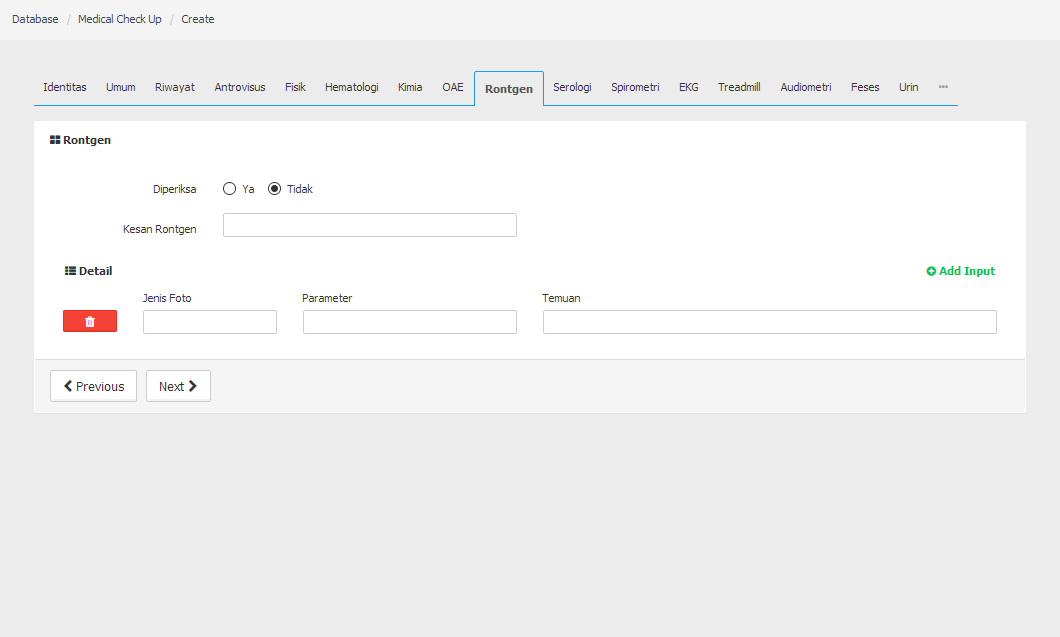 Database / Medical Check Up / Create
Identitas Umum Riwayat Antrovisus Fisik Hematologi Kimia OAE Rontgen Serologi Spirometri EKG Treadmill Audiometri Feses Urin ...
Rontgen
Diperiksa Ya Tidak
Kesan Rontgen
Detail Add Input
Jenis Foto Parameter Temuan
Previous Next